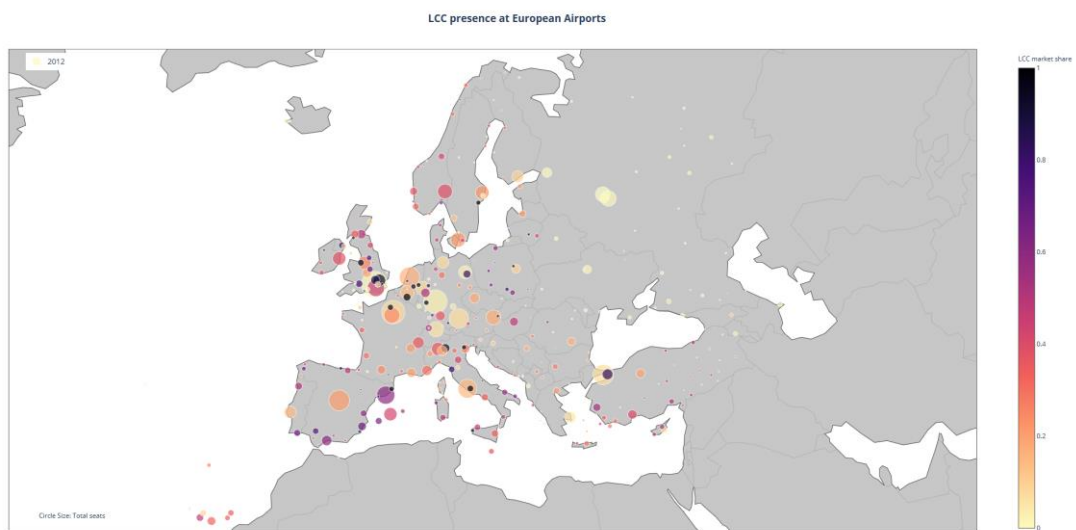 LCC presence at European Airports
2012
LCC market share
1
0.8
0.6
0.4
0.2
0
Circle Size: Total seats